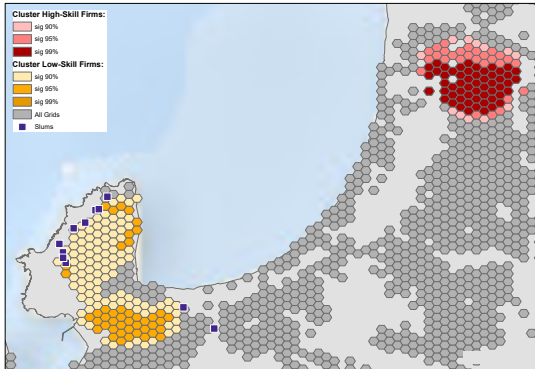 Cluster High-Skill Firms:
sig 90%
sig 95%
sig 99%
Cluster Low-Skill Firms:
sig 90%
sig 95%
sig 99%
All Grids
Slums